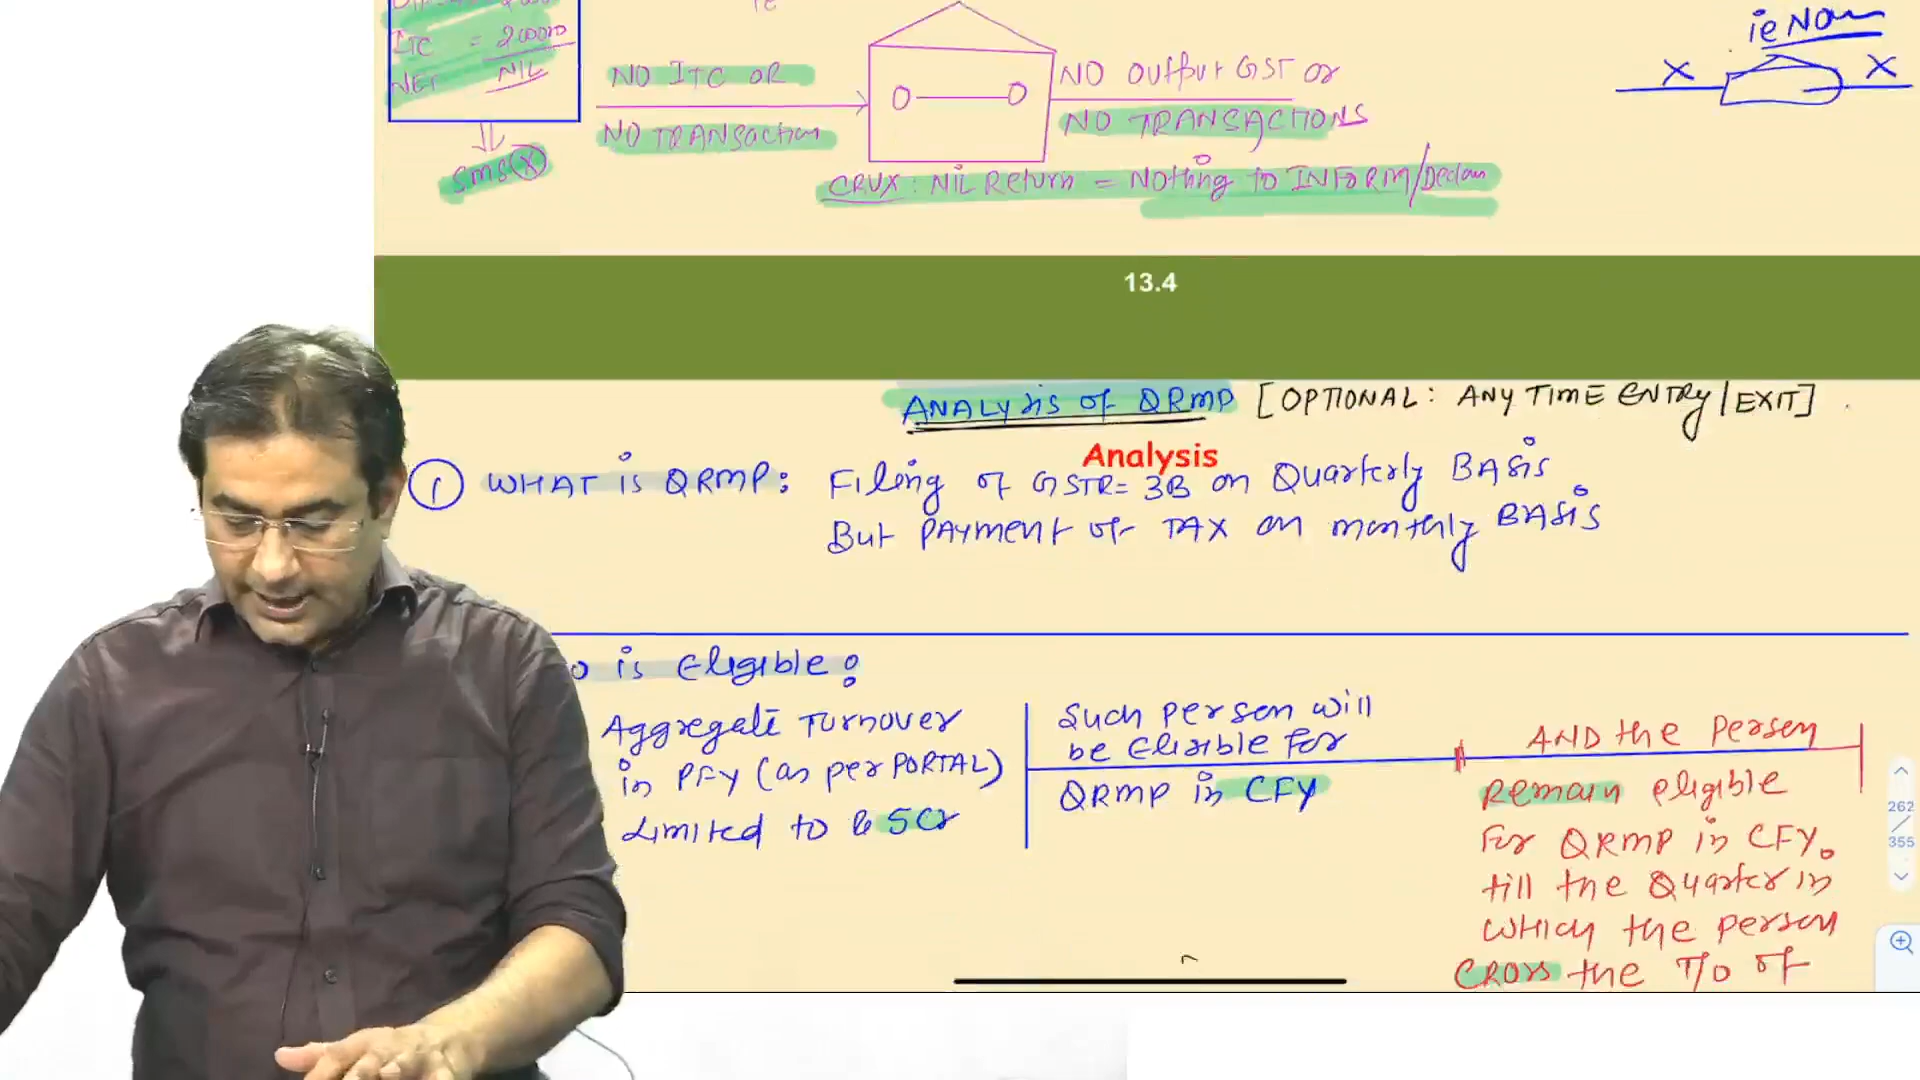 ITC = 200000
NET NIL
SMS (X)
NO ITC OR
NO TRANSACTION
O O
NO OUTPUT GST OR
NO TRANSACTIONS
CRUX : NIL Return = Nothing to INFORM/Declare
ie
X X
13.4
ANALYSIS OF QRMP [OPTIONAL: ANY TIME ENTRY/EXIT]
Analysis
1 WHAT is QRMP: Filing of GSTR-3B on Quarterly BASIS
But PAYMENT OF TAX on monthly BASIS
O is Eligible:
Aggregate Turnover
in PFY (as per PORTAL)
Limited to 5Cr
Such person will
be Eligible for
QRMP in CFY
AND the Person
Remain eligible
For QRMP in CFY.
till the Quarter in
WHICH the person
CROSS the T/O of
262
355